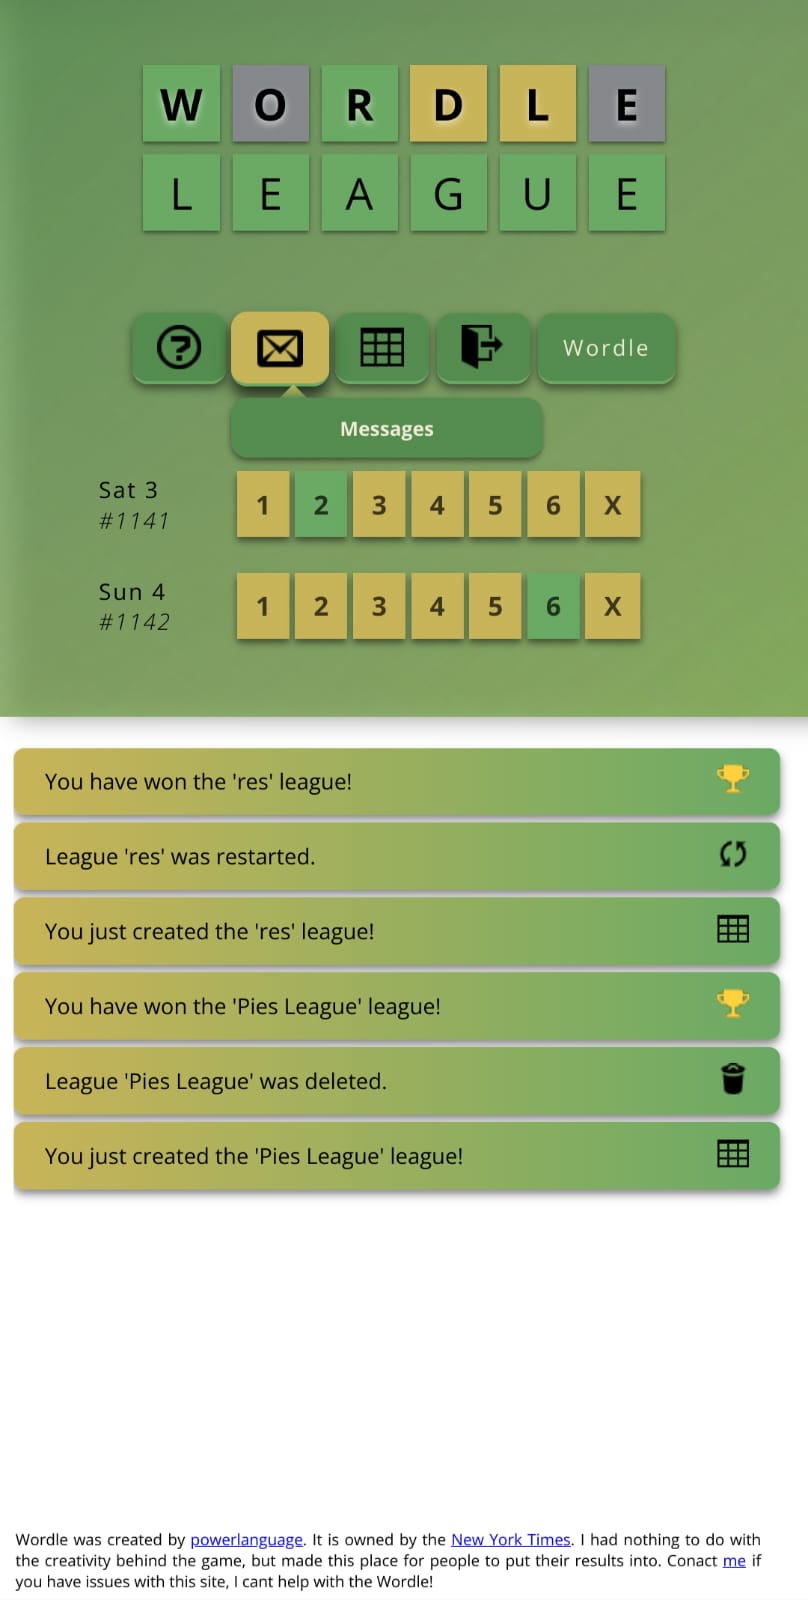 WORDLE
LEAGUE
Wordle
Messages
Sat 3
#1141
1 2 3 4 5 6 X
Sun 4
#1142
1 2 3 4 5 6 X
You have won the 'res' league!
League 'res' was restarted.
You just created the 'res' league!
You have won the 'Pies League' league!
League 'Pies League' was deleted.
You just created the 'Pies League' league!
Wordle was created by powerlanguage. It is owned by the New York Times. I had nothing to do with
the creativity behind the game, but made this place for people to put their results into. Conact me if
you have issues with this site, I cant help with the Wordle!